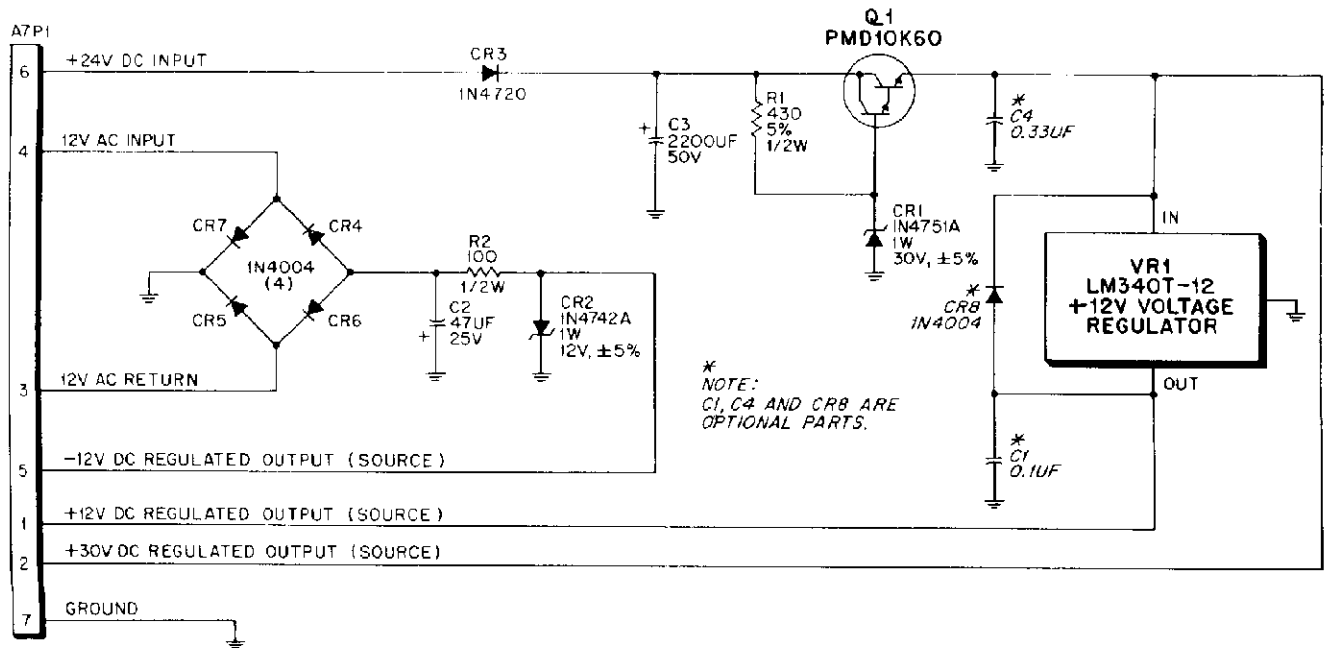 A7P1
6
+24V DC INPUT
CR3
1N4720
Q1
PMD10K60
4
12V AC INPUT
+
C3
2200UF
50V
R1
430
5%
1/2W
*
C4
0.33UF
CR7
CR4
1N4004
(4)
CR5
CR6
R2
100
1/2W
+
C2
47UF
25V
CR2
1N4742A
1W
12V, ±5%
CR1
1N4751A
1W
30V, ±5%
IN
VR1
LM340T-12
+12V VOLTAGE
REGULATOR
OUT
*
CR8
1N4004
3
12V AC RETURN
*
NOTE:
C1, C4 AND CR8 ARE
OPTIONAL PARTS.
*
C1
0.1UF
5
-12V DC REGULATED OUTPUT (SOURCE)
1
+12V DC REGULATED OUTPUT (SOURCE)
2
+30V DC REGULATED OUTPUT (SOURCE)
7
GROUND